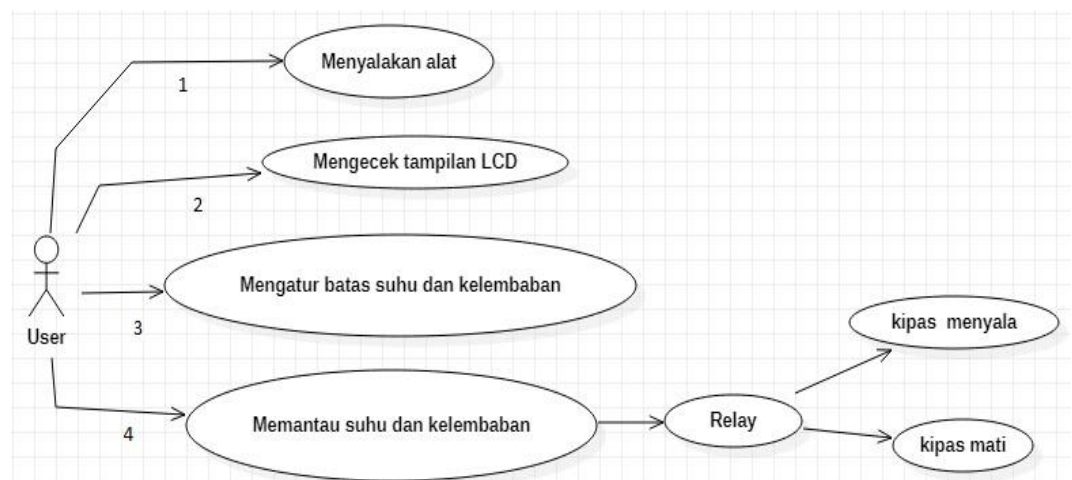 Menyalakan alat
1
Mengecek tampilan LCD
2
Mengatur batas suhu dan kelembaban
3
User
kipas menyala
Memantau suhu dan kelembaban
4
Relay
kipas mati